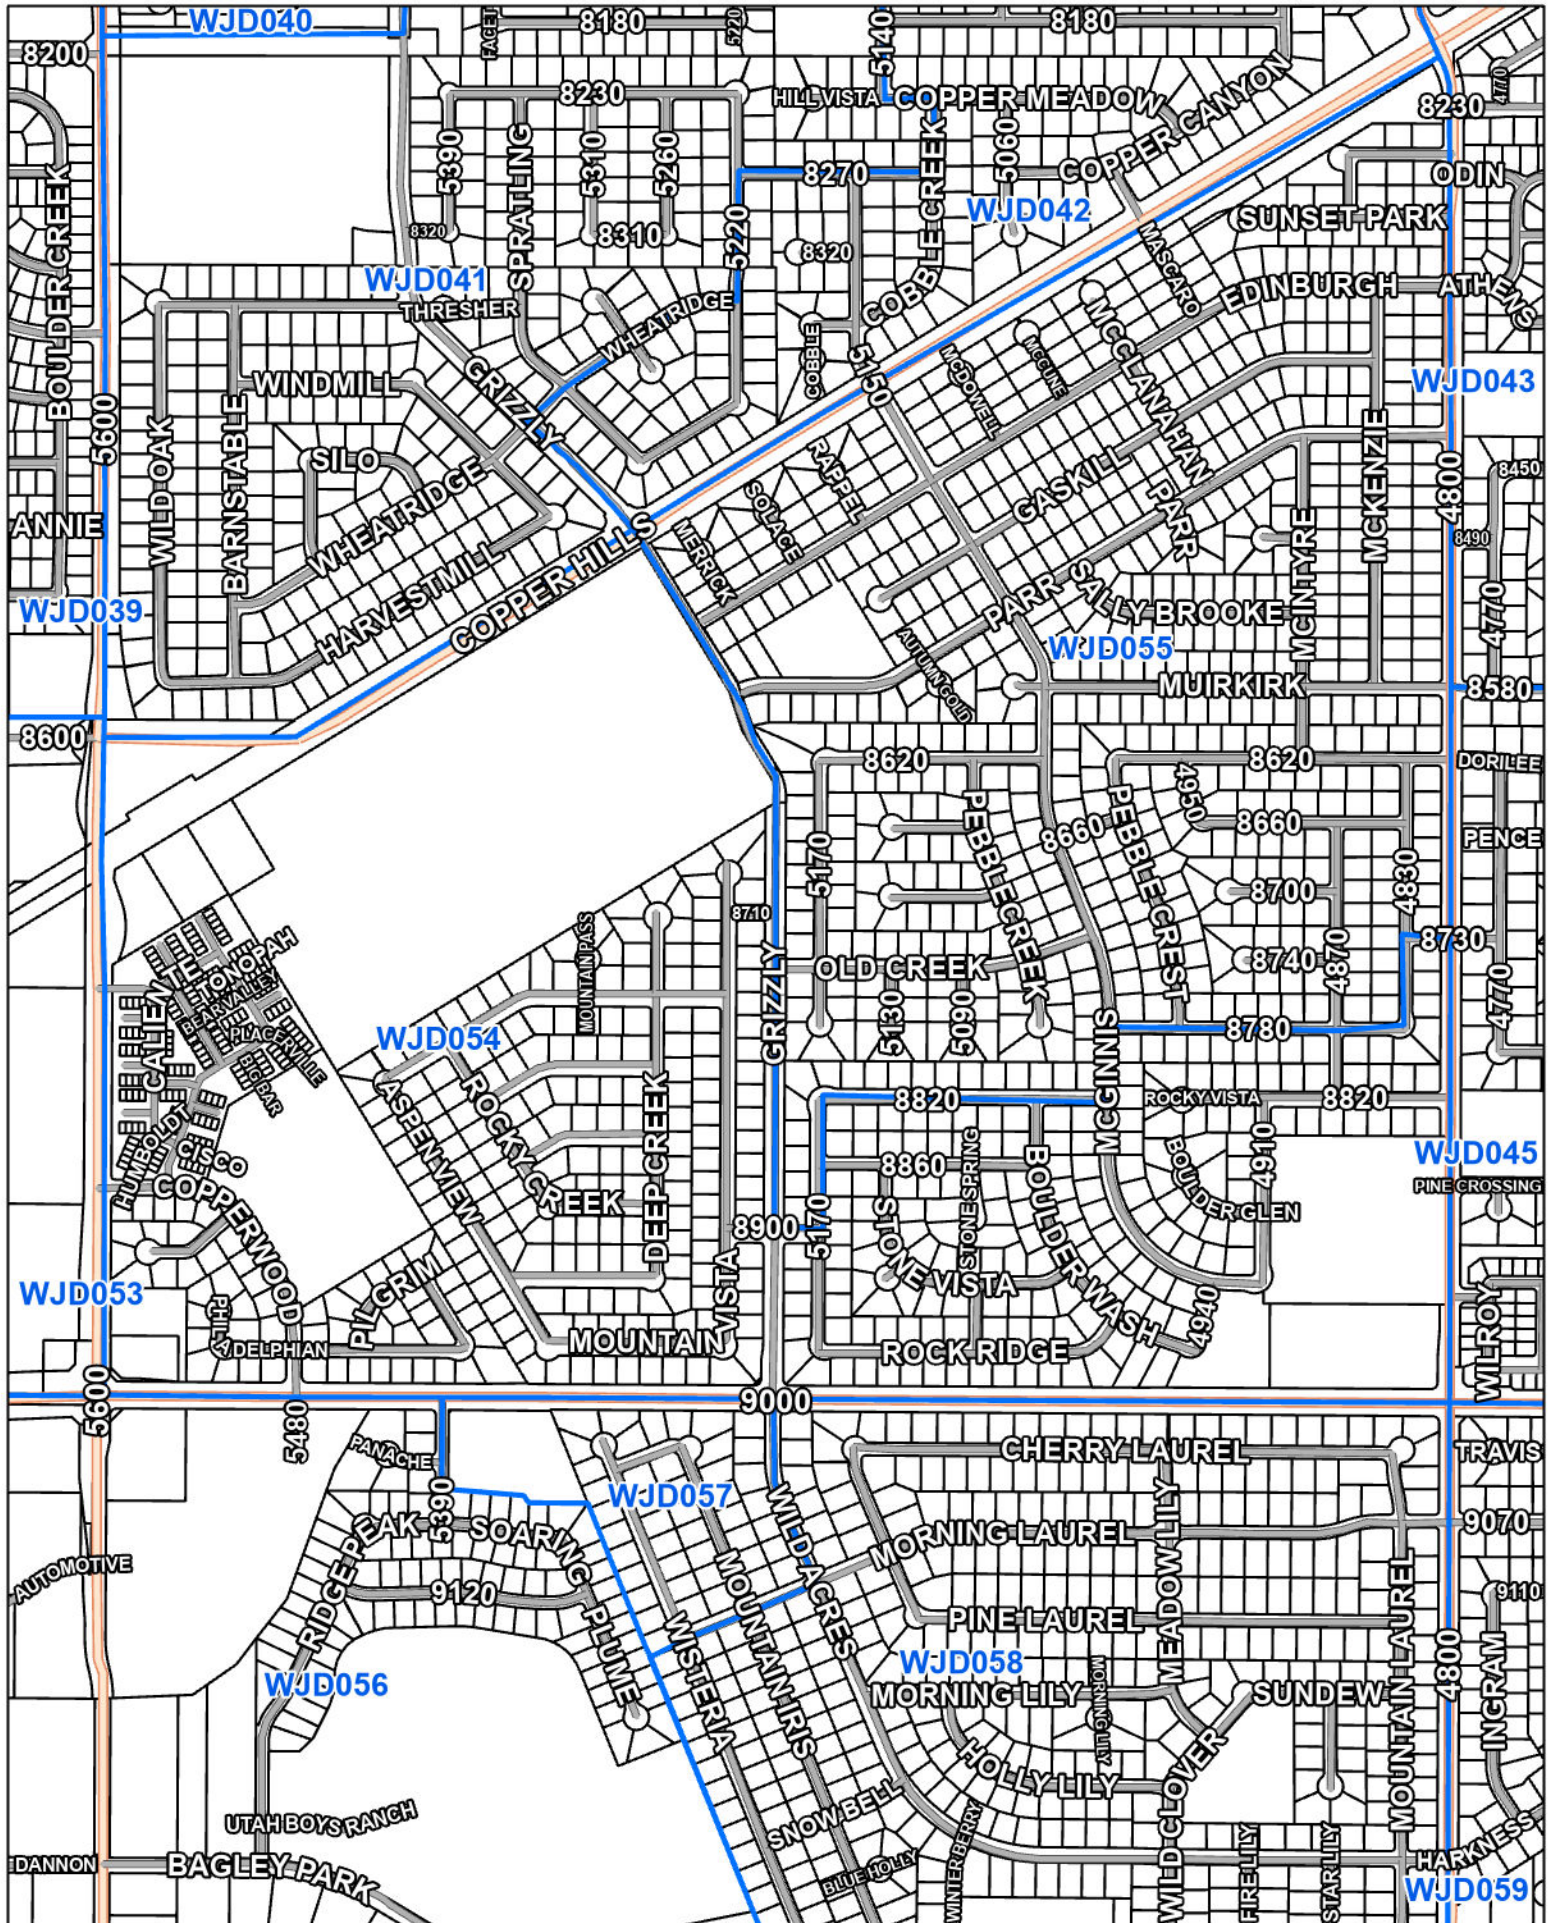 WJD040
8180
5220
FACET
5140
8180
8200
4770
8230
HILL VISTA
COPPER MEADOW
COPPER CANYON
8230
BOULDER CREEK
5390
SPRATLING
5310
5260
8270
COBBLE CREEK
5060
ODIN
WJD042
SUNSET PARK
8320
8310
5220
8320
MASCARO
WJD041
THRESHER
WHEATRIDGE
COBBLE
EDINBURGH
ATHENS
MCCLANAHAN
MCCUNE
MCDOWELL
5150
WINDMILL
GRIZZLY
WJD043
5600
WILD OAK
BARNSTABLE
SILO
WHEATRIDGE
RAPPEL
SOLACE
GASKILL
PARR
MCKENZIE
4800
8450
ANNIE
HARVESTMILL
COPPER HILLS
MERRICK
MCINTYRE
8490
WJD039
PARR
SALLY BROOKE
4770
WJD055
AUTUMN GOLD
MUIRKIRK
8580
8600
8620
8620
DORILEE
4950
PEBBLECREEK
8660
PEBBLE CREST
8660
PENCE
5170
8700
4830
8710
MOUNTAIN PASS
GRIZZLY
8730
8740
4870
TONOPAH
BEAR VALLEY
CALIENTE
PLACERVILLE
BIG BAR
OLD CREEK
5130
5090
4770
WJD054
8780
MCGINNIS
ASPEN VIEW
ROCKY CREEK
DEEP CREEK
8820
ROCKY VISTA
8820
HUMBOLDT
CISCO
8860
STONE SPRING
BOULDER WASH
BOULDER GLEN
4910
WJD045
PINE CROSSING
COPPERWOOD
8900
5170
STONE VISTA
WJD053
PHILADELPHIAN
PILGRIM
MOUNTAIN VISTA
ROCK RIDGE
4940
WILROY
5600
9000
5480
PANACHE
5390
CHERRY LAUREL
TRAVIS
WJD057
WILD ACRES
RIDGE PEAK
SOARING PLUME
MORNING LAUREL
MEADOW LILY
9070
AUTOMOTIVE
9120
MOUNTAIN IRIS
WISTERIA
PINE LAUREL
MOUNTAIN LAUREL
9110
4800
INGRAM
WJD058
WJD056
MORNING LILY
MORNING LILY
SUNDEW
HOLLY LILY
WILD CLOVER
UTAH BOYS RANCH
SNOW BELL
WINTER BERRY
FIRE LILY
STAR LILY
HARKNESS
DANNON
BAGLEY PARK
BLUE HOLLY
WJD059